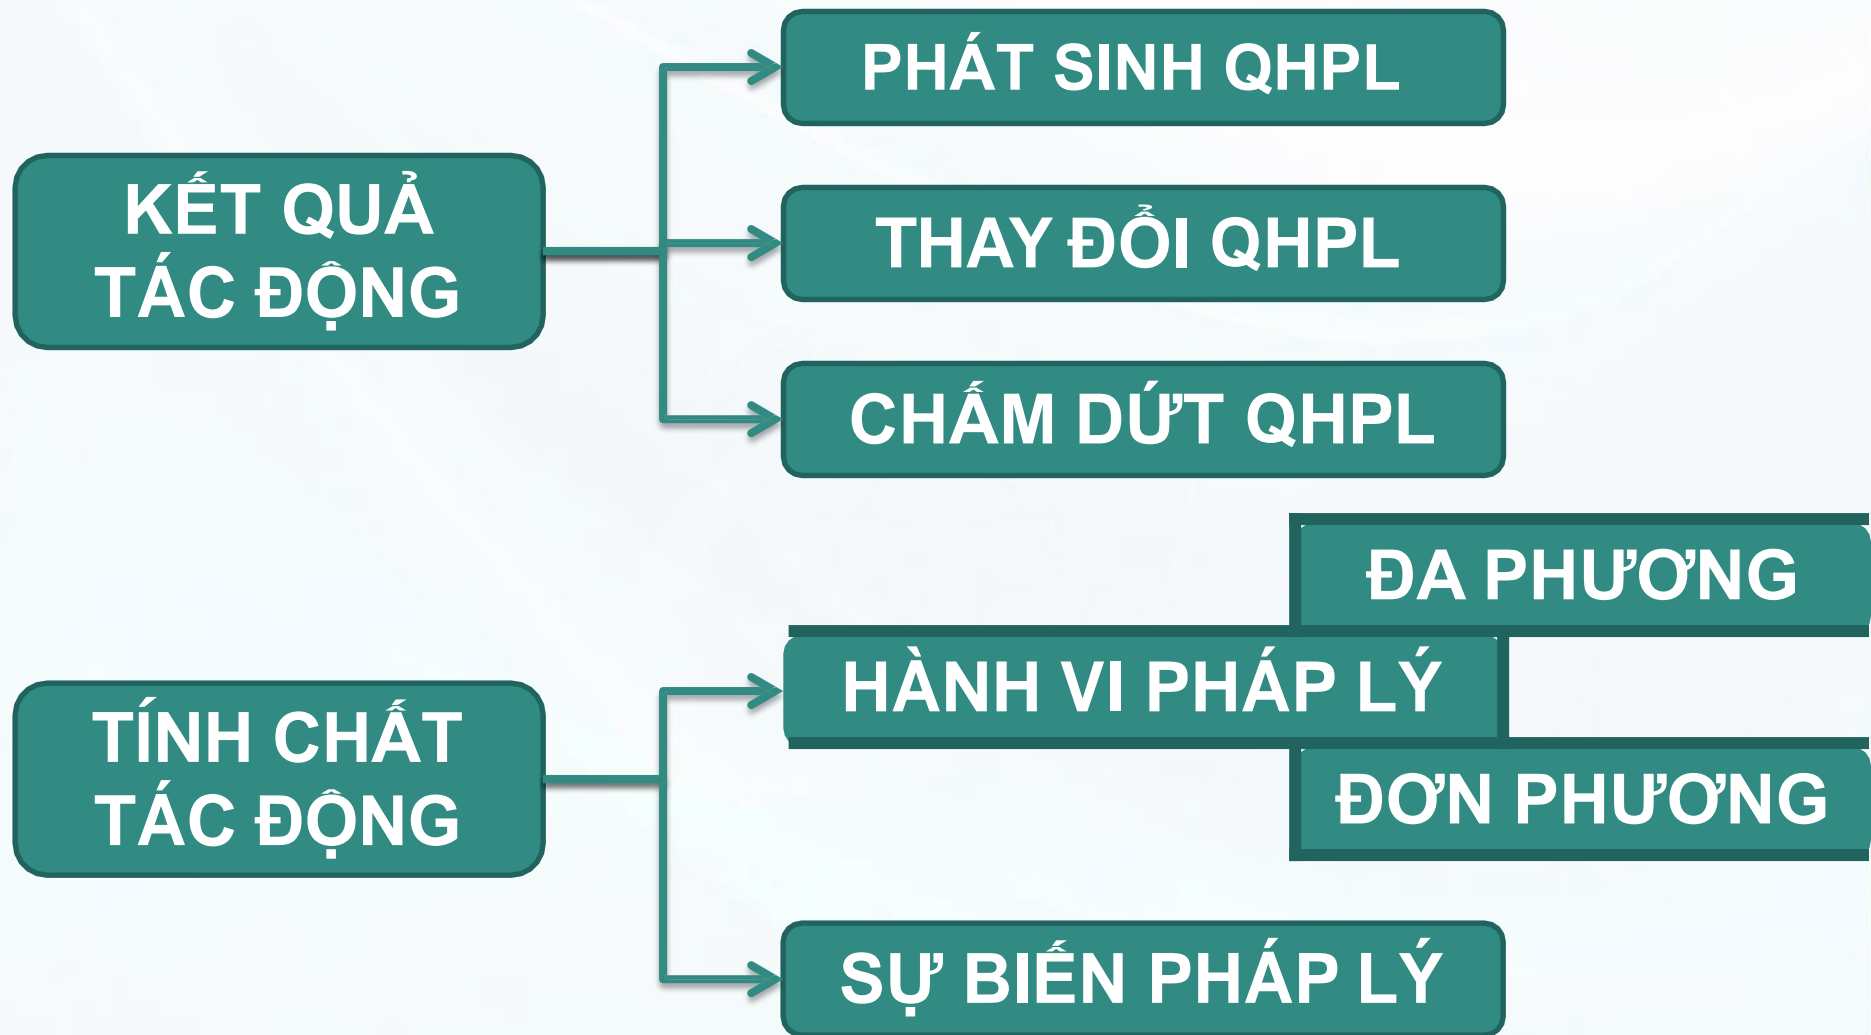 PHÁT SINH QHPL
KẾT QUẢ
TÁC ĐỘNG
THAY ĐỔI QHPL
CHẤM DỨT QHPL
ĐA PHƯƠNG
HÀNH VI PHÁP LÝ
TÍNH CHẤT
TÁC ĐỘNG
ĐƠN PHƯƠNG
SỰ BIẾN PHÁP LÝ